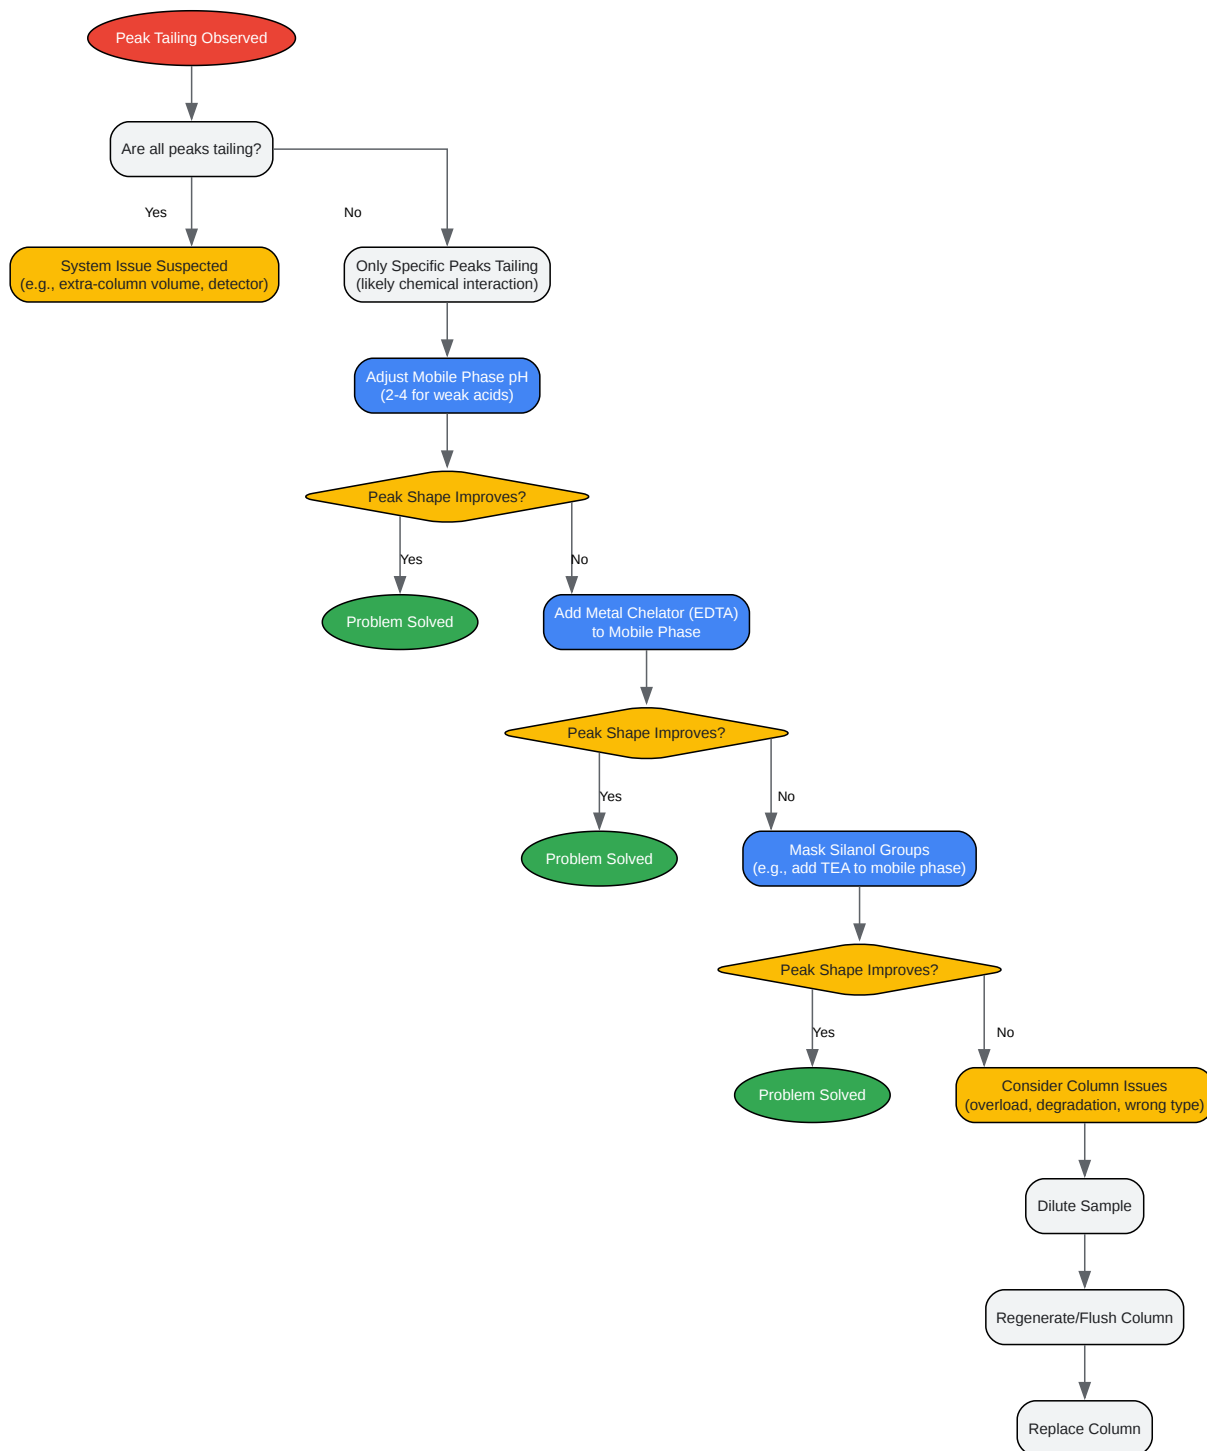 Peak Tailing Observed
Are all peaks tailing?
Yes
No
System Issue Suspected
(e.g., extra-column volume, detector)
Only Specific Peaks Tailing
(likely chemical interaction)
Adjust Mobile Phase pH
(2-4 for weak acids)
Peak Shape Improves?
Yes
No
Problem Solved
Add Metal Chelator (EDTA)
to Mobile Phase
Peak Shape Improves?
Yes
No
Problem Solved
Mask Silanol Groups
(e.g., add TEA to mobile phase)
Peak Shape Improves?
Yes
No
Problem Solved
Consider Column Issues
(overload, degradation, wrong type)
Dilute Sample
Regenerate/Flush Column
Replace Column